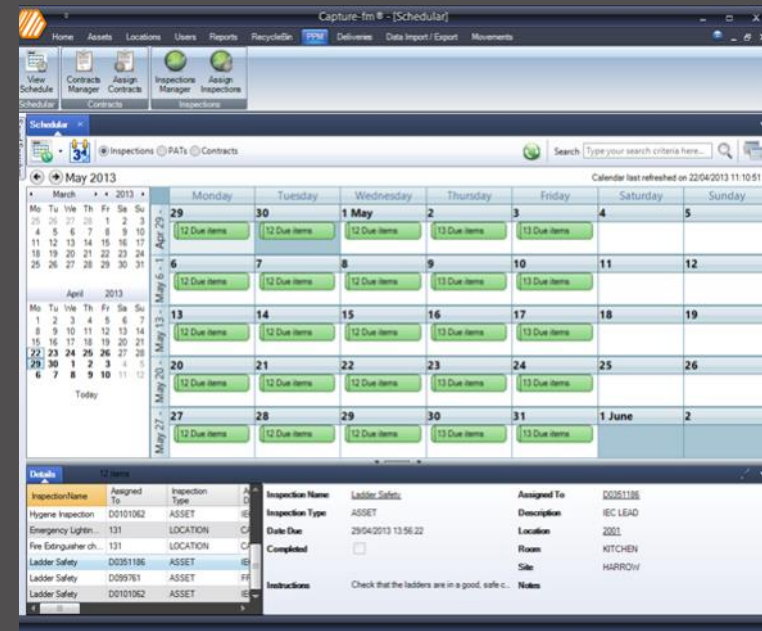 Capture-fm® - [Schedular]
Home Assets Locations Users Reports RecycleBin PPM Deliveries Data Import / Export Movements
View Schedule
Contracts Manager
Assign Contracts
Inspections Manager
Assign Inspections
Schedular
Contracts
Inspections
Schedular
31 Inspections PATs Contracts
Search Type your search criteria here...
May 2013
Calendar last refreshed on 22/04/2013 11:10:51
March 2013
Mo Tu We Th Fr Sa Su
25 26 27 28 1 2 3
4 5 6 7 8 9 10
11 12 13 14 15 16 17
18 19 20 21 22 23 24
25 26 27 28 29 30 31
April 2013
Mo Tu We Th Fr Sa Su
1 2 3 4 5 6 7
8 9 10 11 12 13 14
15 16 17 18 19 20 21
22 23 24 25 26 27 28
29 30 1 2 3 4 5
6 7 8 9 10 11 12
Today
Monday Tuesday Wednesday Thursday Friday Saturday Sunday
Apr 29 -
29 30 1 May 2 3 4 5
12 Due items 12 Due items 12 Due items 13 Due items 13 Due items
May 6 - 1
6 7 8 9 10 11 12
12 Due items 12 Due items 12 Due items 13 Due items 13 Due items
May 13 -
13 14 15 16 17 18 19
12 Due items 12 Due items 12 Due items 13 Due items 13 Due items
May 20 -
20 21 22 23 24 25 26
12 Due items 12 Due items 12 Due items 13 Due items 13 Due items
May 27 -
27 28 29 30 31 1 June 2
12 Due items 12 Due items 12 Due items 13 Due items 13 Due items
Details 12 items
InspectionName Assigned To Inspection Type
Hygene Inspection D0101062 ASSET
Emergency Lightin... 131 LOCATION
Fire Extinguisher ch... 131 LOCATION
Ladder Safety D0351186 ASSET
Ladder Safety D099761 ASSET
Ladder Safety D0101062 ASSET
Inspection Name Ladder Safety Assigned To D0351186
Inspection Type ASSET Description IEC LEAD
Date Due 29/04/2013 13:56:22 Location 2001
Completed Room KITCHEN
Site HARROW
Instructions Check that the ladders are in a good, safe c... Notes